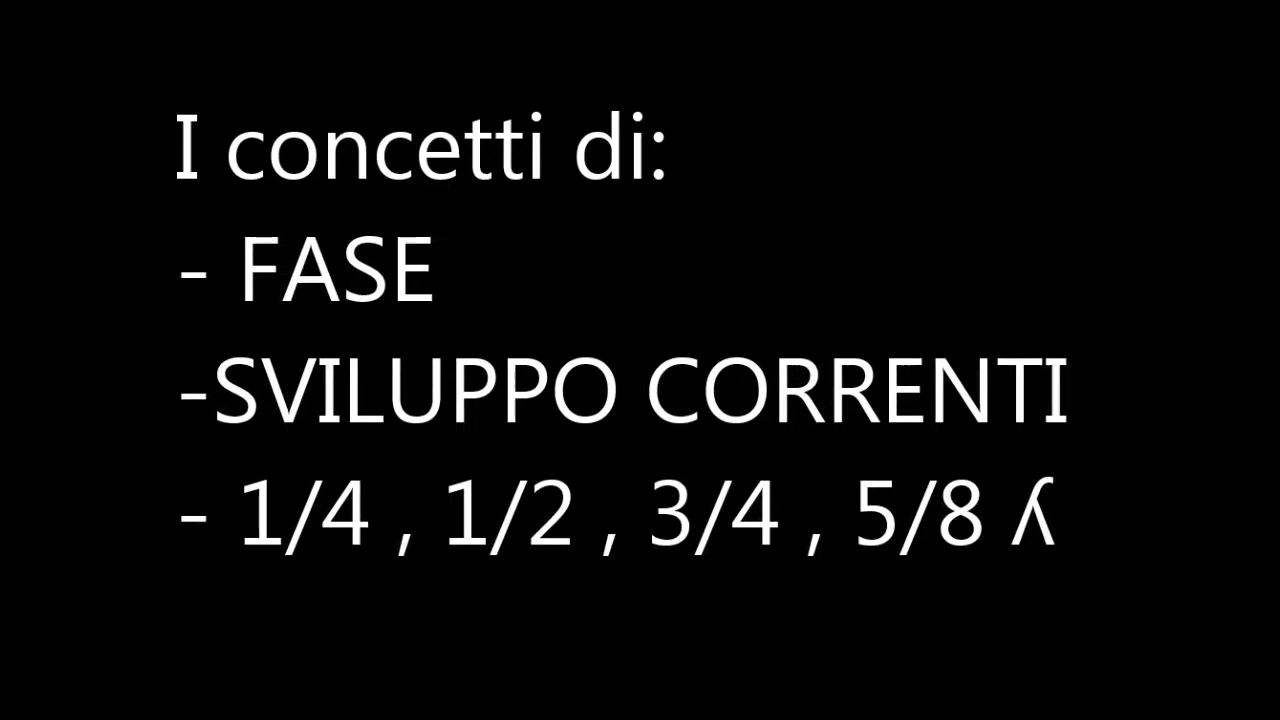 I concetti di:
- FASE
-SVILUPPO CORRENTI
- 1/4 , 1/2 , 3/4 , 5/8 ʎ